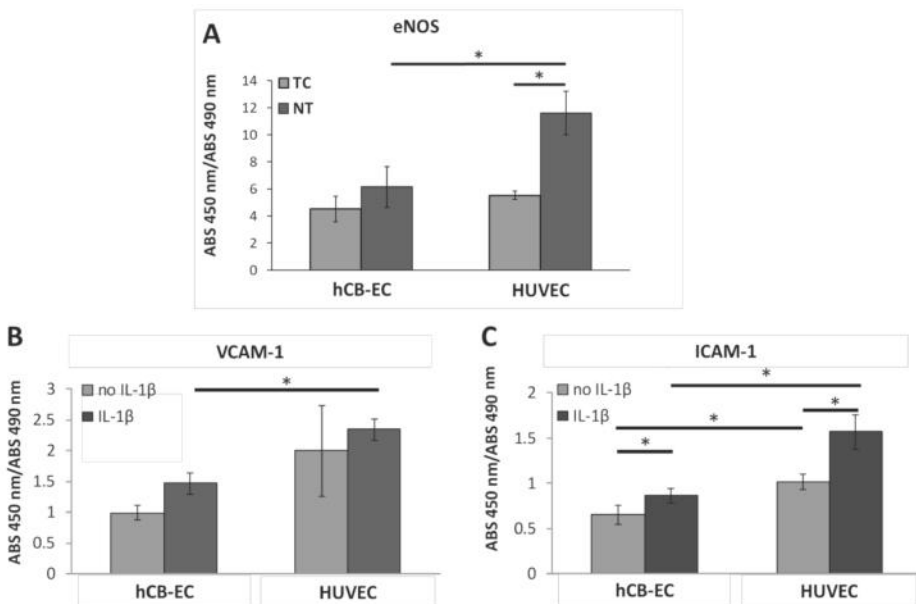 A
eNOS
*
*
TC
NT
ABS 450 nm/ABS 490 nm
14
12
10
8
6
4
2
0
hCB-EC
HUVEC
B
VCAM-1
no IL-1β
IL-1β
*
ABS 450 nm/ABS 490 nm
3
2.5
2
1.5
1
0.5
0
hCB-EC
HUVEC
C
ICAM-1
no IL-1β
IL-1β
*
*
*
*
ABS 450 nm/ABS 490 nm
2
1.5
1
0.5
0
hCB-EC
HUVEC